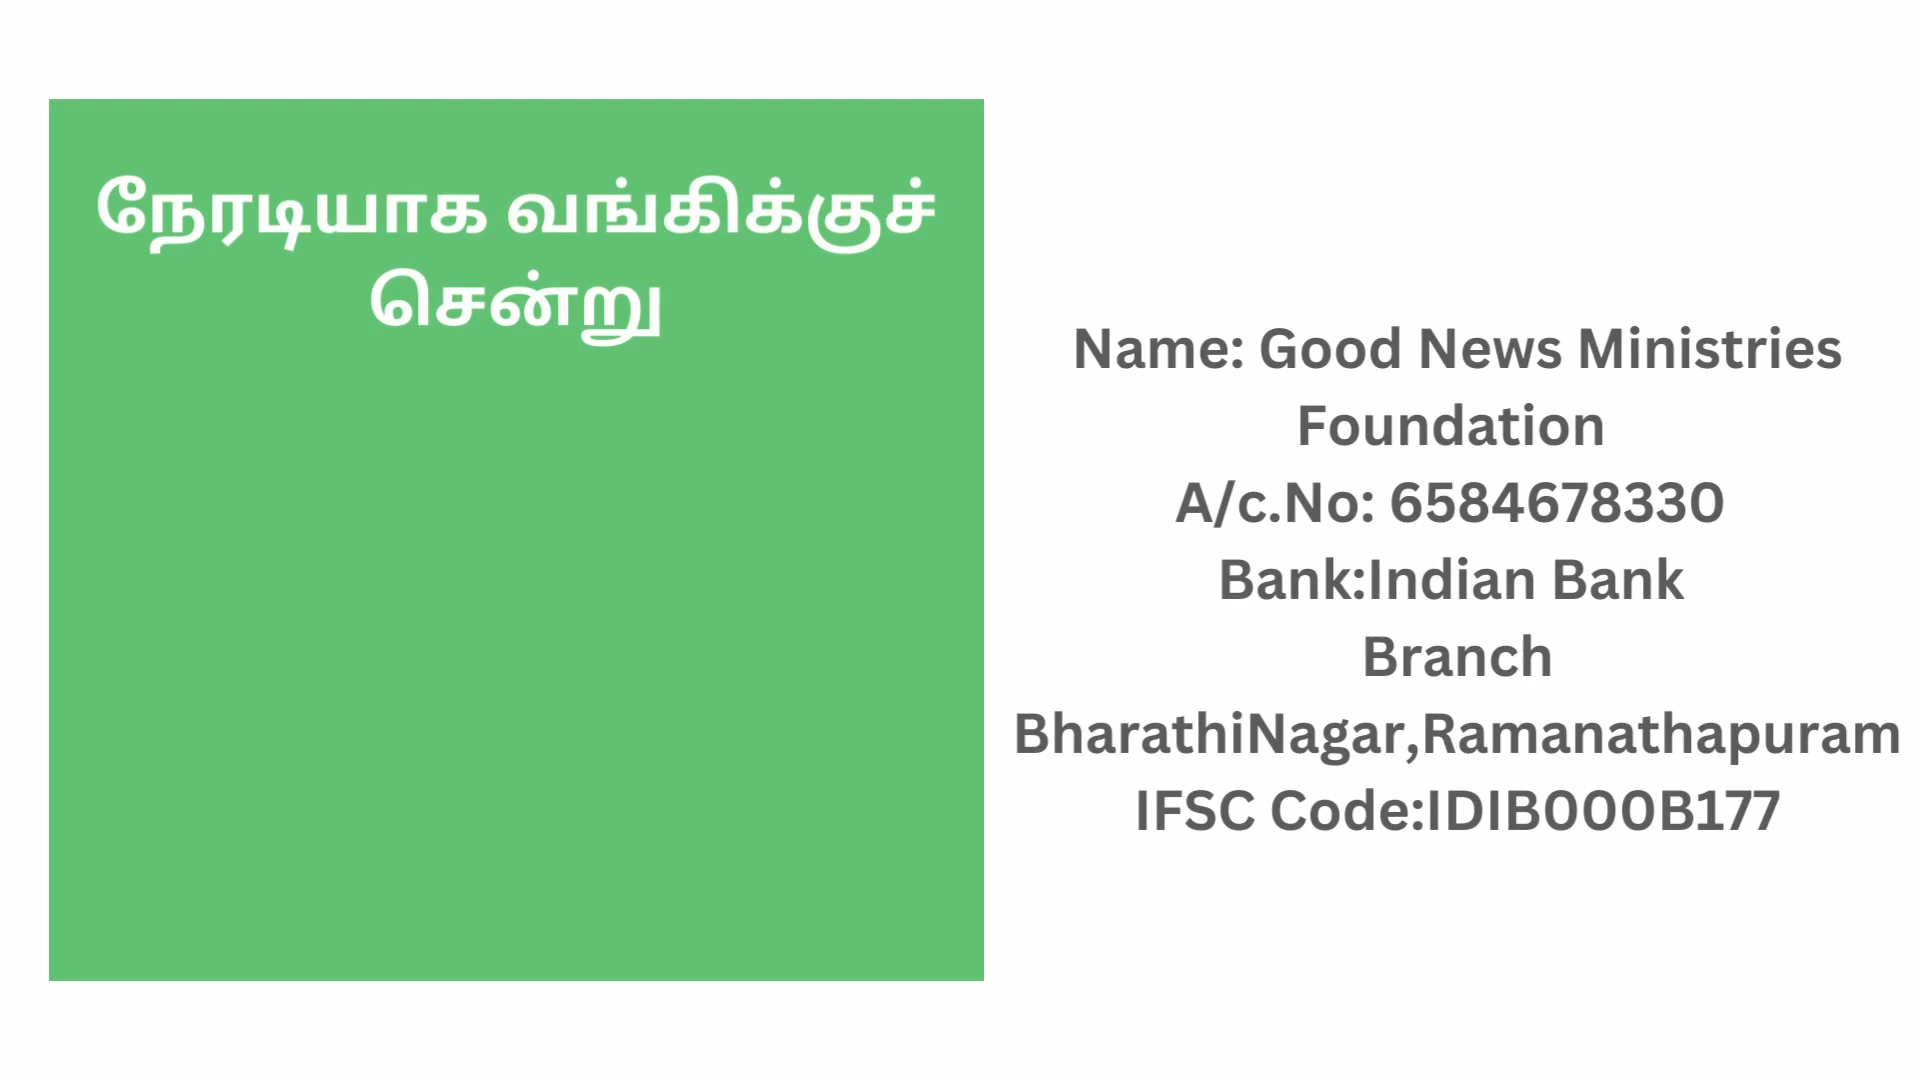 நேரடியாக வங்கிக்குச்
சென்று
Name: Good News Ministries
Foundation
A/c.No: 6584678330
Bank:Indian Bank
Branch
BharathiNagar,Ramanathapuram
IFSC Code:IDIB000B177